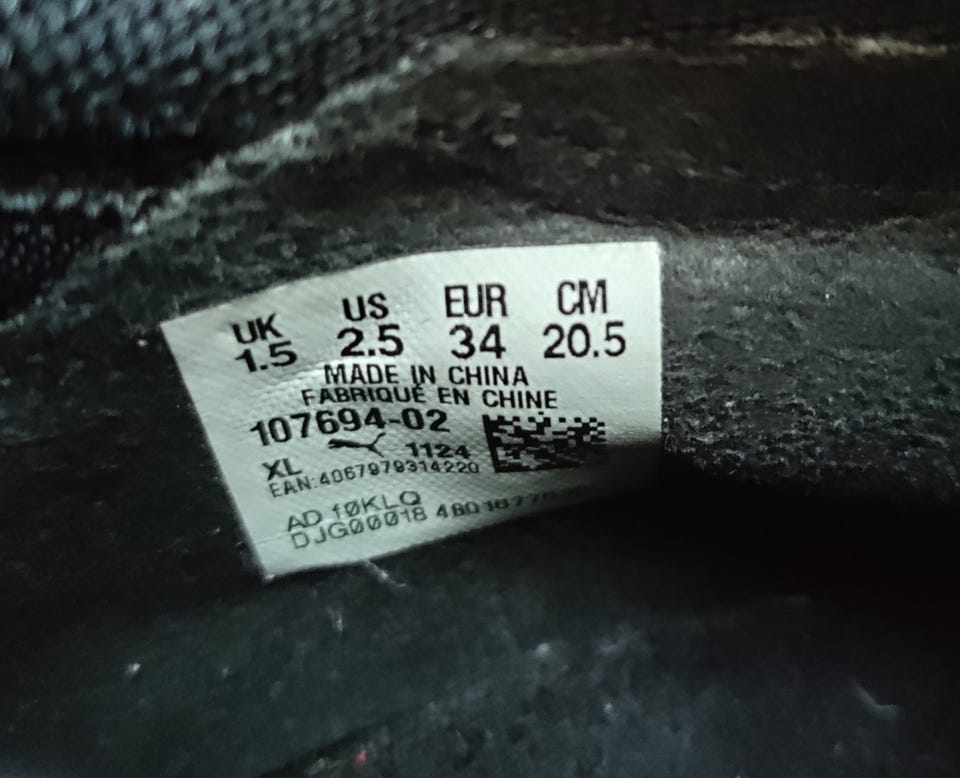 UK US EUR CM
1.5 2.5 34 20.5
MADE IN CHINA
FABRIQUÉ EN CHINE
107694-02
XL 1124
EAN:4067979314220
AD 10KLQ
DJG00018